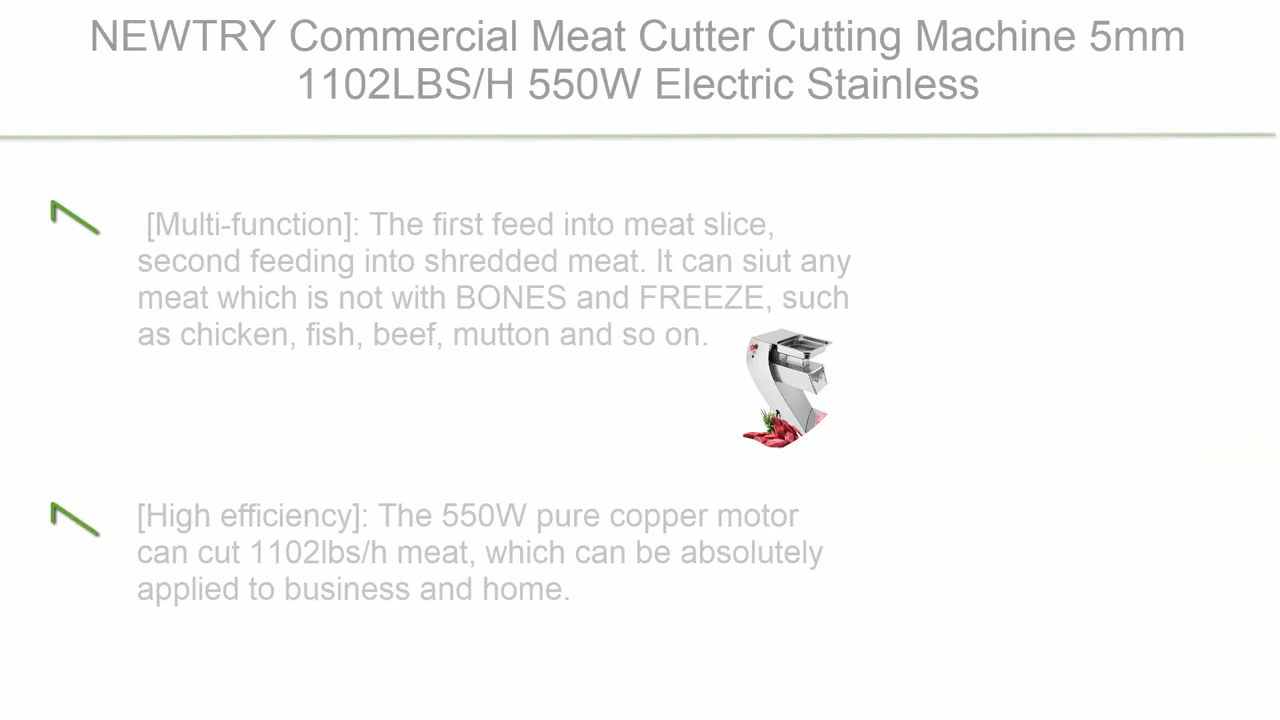 NEWTRY Commercial Meat Cutter Cutting Machine 5mm
1102LBS/H 550W Electric Stainless
[Multi-function]: The first feed into meat slice,
second feeding into shredded meat. It can siut any
meat which is not with BONES and FREEZE, such
as chicken, fish, beef, mutton and so on.
[High efficiency]: The 550W pure copper motor
can cut 1102lbs/h meat, which can be absolutely
applied to business and home.